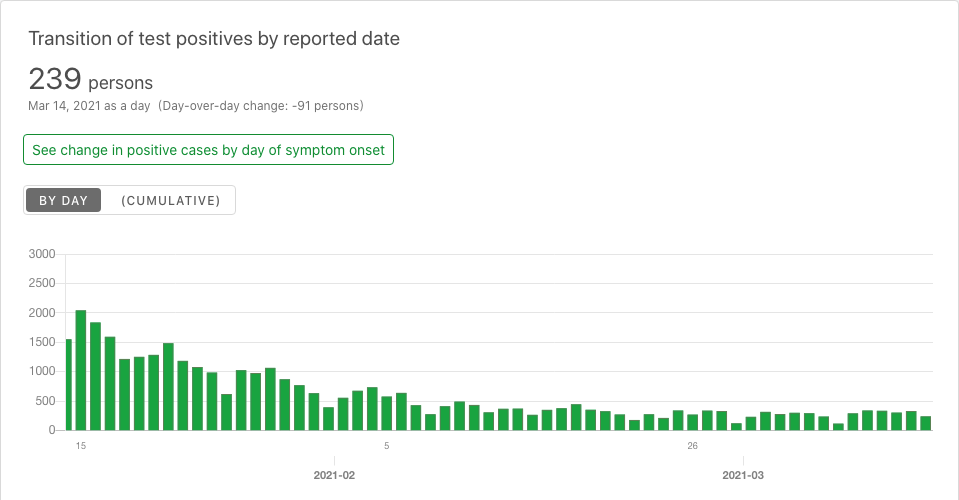 Transition of test positives by reported date
239 persons
Mar 14, 2021 as a day (Day-over-day change: -91 persons)
See change in positive cases by day of symptom onset
BY DAY (CUMULATIVE)
3000
2500
2000
1500
1000
500
0
15 5 26
2021-02 2021-03